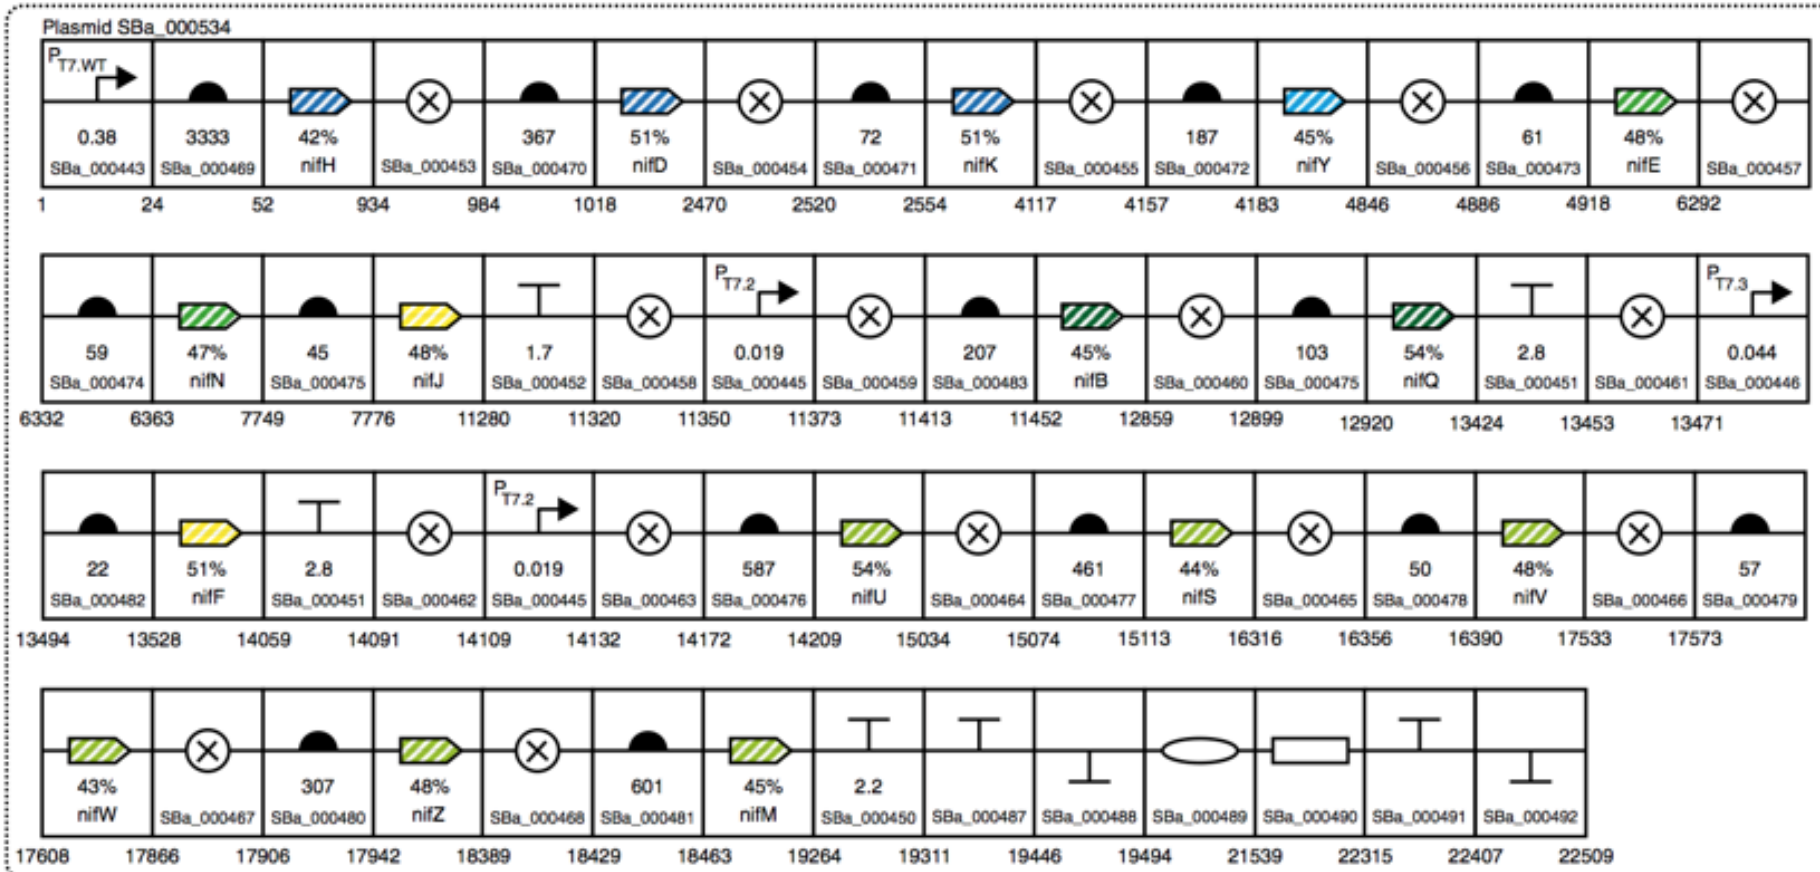 Plasmid SBa_000534
PT7.WT
0.38 3333 42% 367 51% 72 51% 187 45% 61 48%
SBa_000443 SBa_000469 nifH SBa_000453 SBa_000470 nifD SBa_000454 SBa_000471 nifK SBa_000455 SBa_000472 nifY SBa_000456 SBa_000473 nifE SBa_000457
1 24 52 934 984 1018 2470 2520 2554 4117 4157 4183 4846 4886 4918 6292
PT7.2 PT7.3
59 47% 45 48% 1.7 0.019 207 45% 103 54% 2.8 0.044
SBa_000474 nifN SBa_000475 nifJ SBa_000452 SBa_000458 SBa_000445 SBa_000459 SBa_000483 nifB SBa_000460 SBa_000475 nifQ SBa_000451 SBa_000461 SBa_000446
6332 6363 7749 7776 11280 11320 11350 11373 11413 11452 12859 12899 12920 13424 13453 13471
PT7.2
22 51% 2.8 0.019 587 54% 461 44% 50 48% 57
SBa_000482 nifF SBa_000451 SBa_000462 SBa_000445 SBa_000463 SBa_000476 nifU SBa_000464 SBa_000477 nifS SBa_000465 SBa_000478 nifV SBa_000466 SBa_000479
13494 13528 14059 14091 14109 14132 14172 14209 15034 15074 15113 16316 16356 16390 17533 17573
43% 307 48% 601 45% 2.2
nifW SBa_000467 SBa_000480 nifZ SBa_000468 SBa_000481 nifM SBa_000450 SBa_000487 SBa_000488 SBa_000489 SBa_000490 SBa_000491 SBa_000492
17608 17866 17906 17942 18389 18429 18463 19264 19311 19446 19494 21539 22315 22407 22509